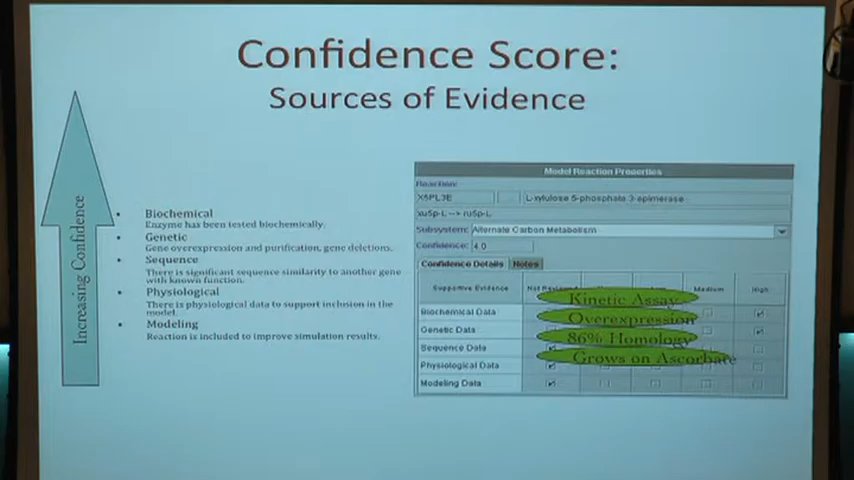 Confidence Score:
Sources of Evidence
Increasing Confidence
• Biochemical
Enzyme has been tested biochemically.
• Genetic
Gene overexpression and purification, gene deletions.
• Sequence
There is significant sequence similarity to another gene
with known function.
• Physiological
There is physiological data to support inclusion in the
model.
• Modeling
Reaction is included to improve simulation results.
Model Reaction Properties
Reaction:
X5PL3E L-xylulose 5-phosphate 3-epimerase
xu5p-L --> ru5p-L
Subsystem: Alternate Carbon Metabolism
Confidence: 4.0
Confidence Details Notes
Supportive Evidence Not Medium High
Kinetic Assay
Biochemical Data
Overexpression
Genetic Data
86% Homology
Sequence Data
Grows on Ascorbate
Physiological Data
Modeling Data